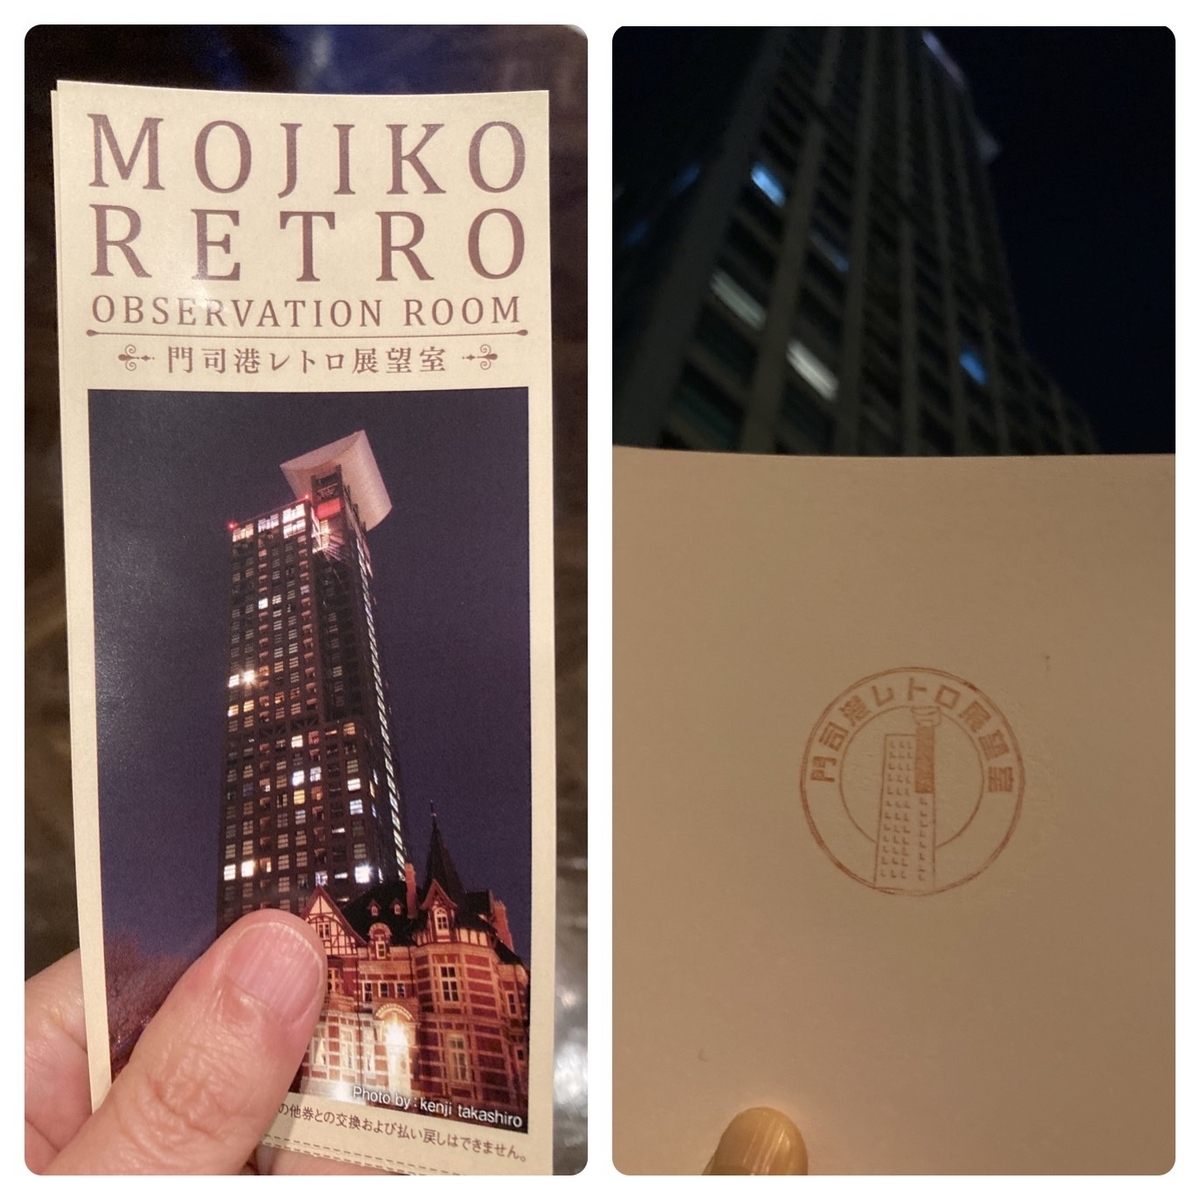 MOJIKO
RETRO
OBSERVATION ROOM
門司港レトロ展望室
Photo by : kenji takashiro
の他券との交換および払い戻しはできません。
門司港レトロ展望室